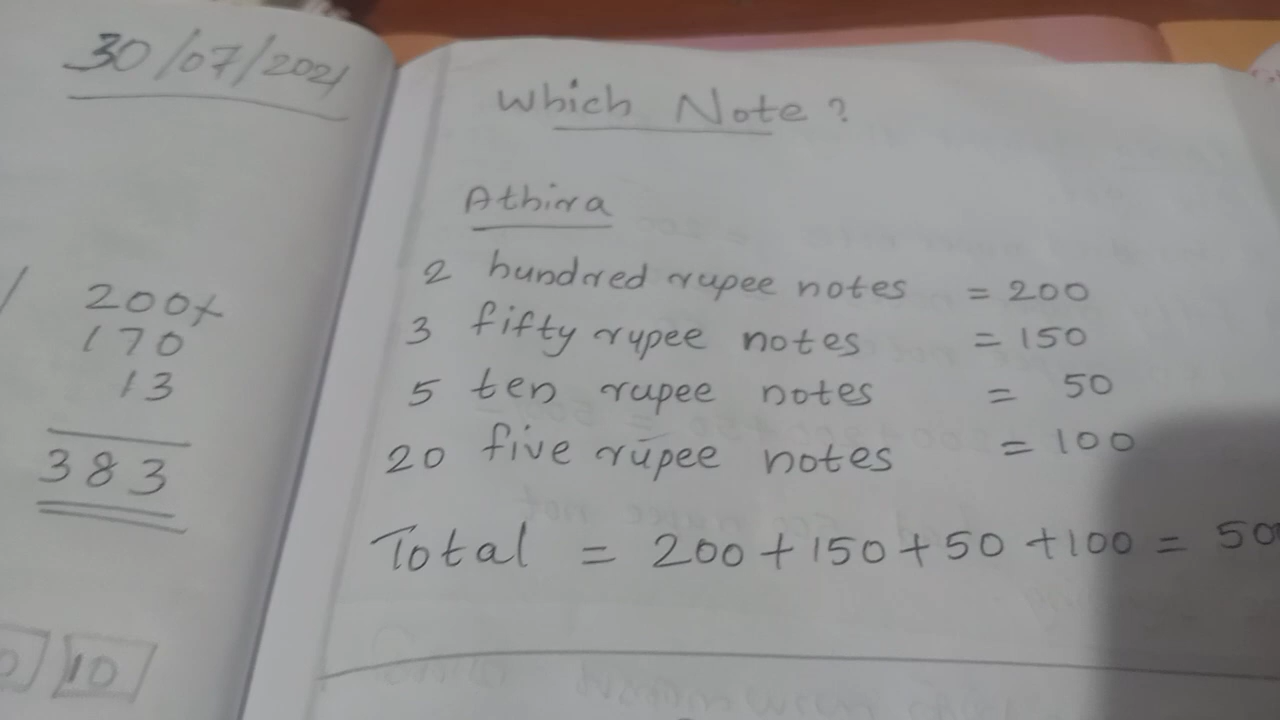 30/07/2021
200+
170
13
383
10
Which Note?
Athira
2 hundred rupee notes = 200
3 fifty rupee notes = 150
5 ten rupee notes = 50
20 five rupee notes = 100
Total = 200+150+50+100 = 50